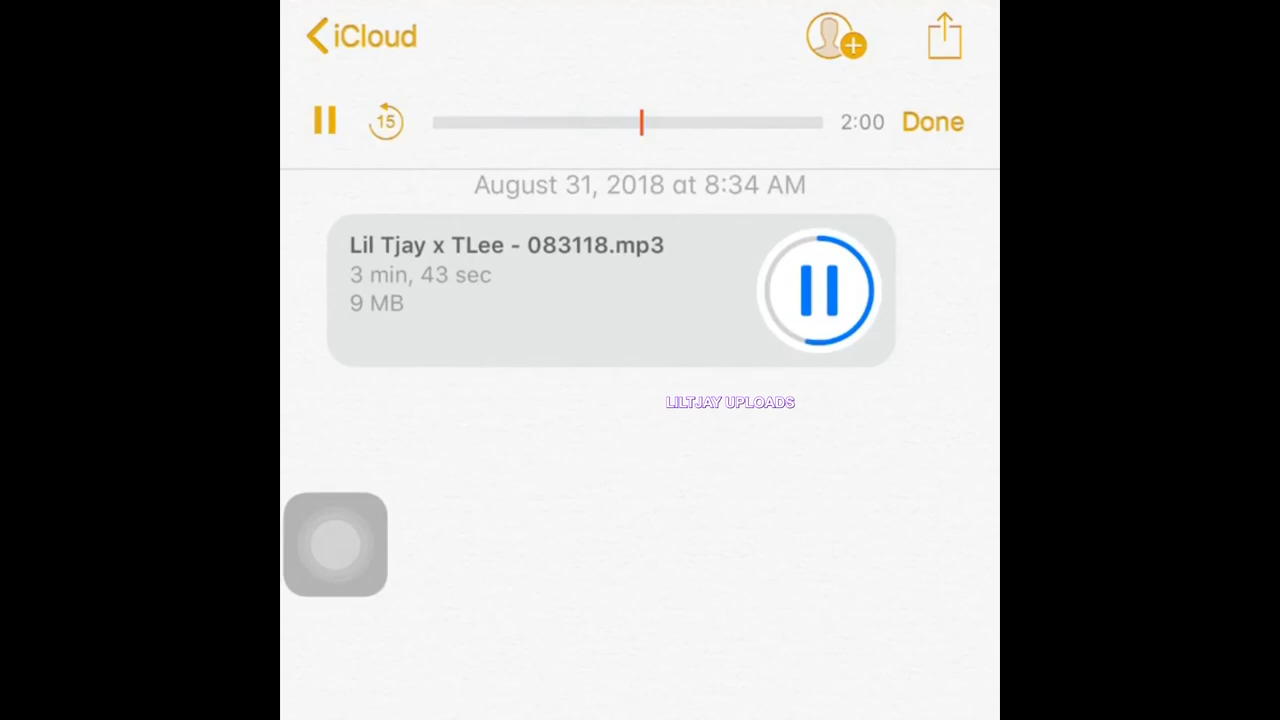 iCloud
15
2:00
Done
August 31, 2018 at 8:34 AM
Lil Tjay x TLee - 083118.mp3
3 min, 43 sec
9 MB
LILTJAY UPLOADS